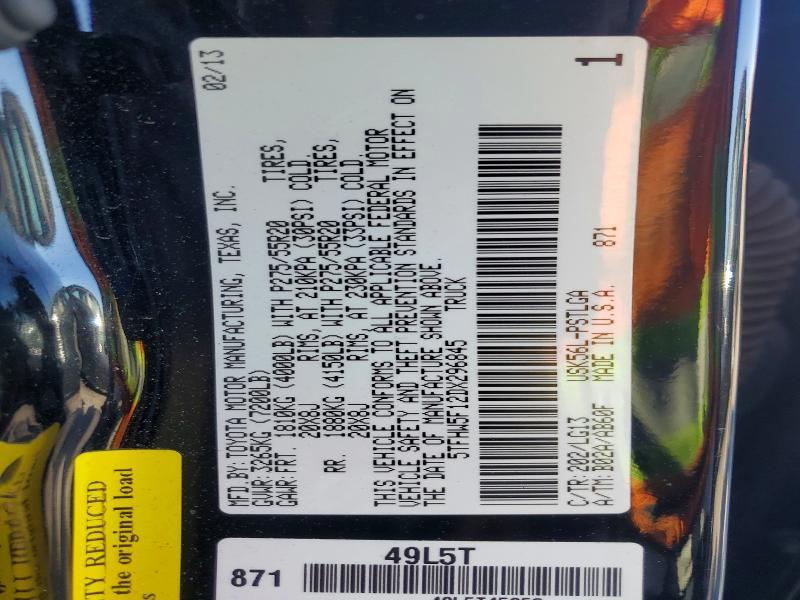 MFD.BY: TOYOTA MOTOR MANUFACTURING, TEXAS, INC. 02/13
GVWR: 3265KG (7200LB)
GAWR: FRT. 1810KG (4000LB) WITH P275/55R20 TIRES,
20X8J RIMS, AT 210KPA (30PSI) COLD
RR. 1880KG (4150LB) WITH P275/55R20 TIRES,
20X8J RIMS, AT 230KPA (33PSI) COLD
THIS VEHICLE CONFORMS TO ALL APPLICABLE FEDERAL MOTOR
VEHICLE SAFETY AND THEFT PREVENTION STANDARDS IN EFFECT ON
THE DATE OF MANUFACTURE SHOWN ABOVE.
5TFHW5F12DX296845 TRUCK
C/TR: 202/LG13 USK56L-PSTLGA
A/TM: B02A/AB60F MADE IN U.S.A. 871
1
49L5T
871
TY REDUCED
the original load